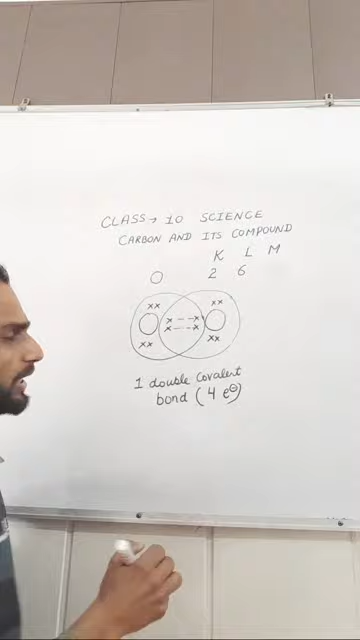 CLASS → 10 SCIENCE
CARBON AND ITS COMPOUND
K L M
O 2 6
xx xx
O x---x O
x---x
xx xx
1 double covalent
bond (4 e⊖)